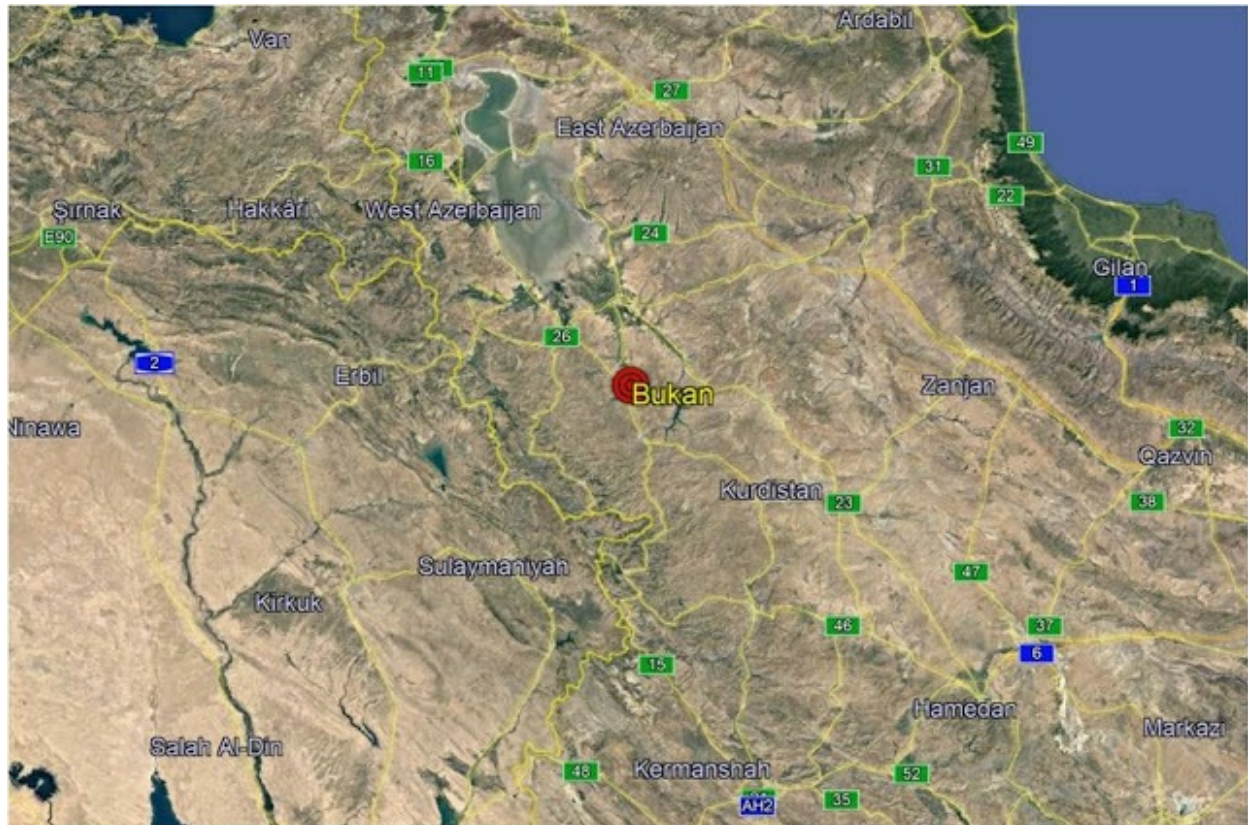 Ardabil
Van
11
27
East Azerbaijan
49
16
31
22
Şırnak
Hakkâri
West Azerbaijan
E90
24
Gilan
1
26
2
Erbil
Bukan
Zanjan
Ninawa
32
Qazvin
Kurdistan
23
38
Sulaymaniyah
47
Kirkuk
46
37
6
15
Hamedan
Markazi
Salah Al-Din
48
Kermanshah
52
AH2
35